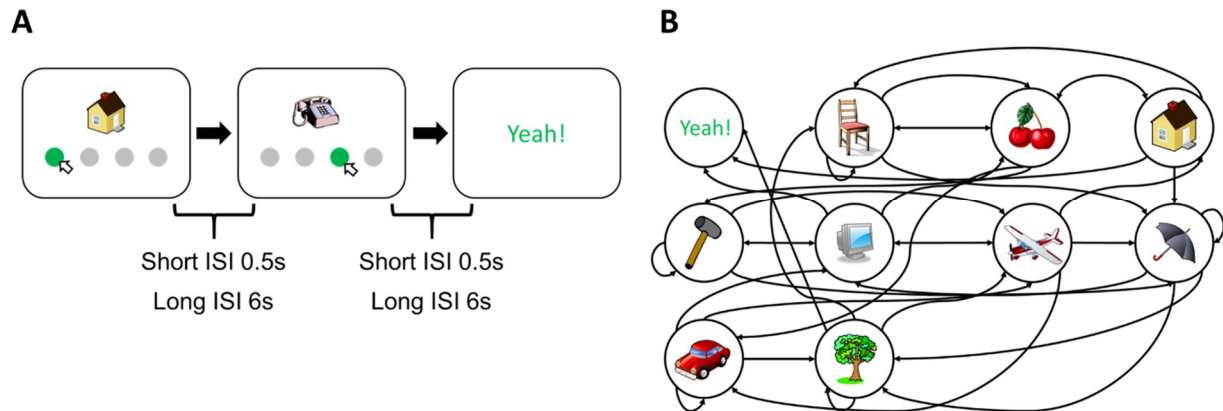 A
Yeah!
Short ISI 0.5s
Long ISI 6s
Short ISI 0.5s
Long ISI 6s
B
Yeah!